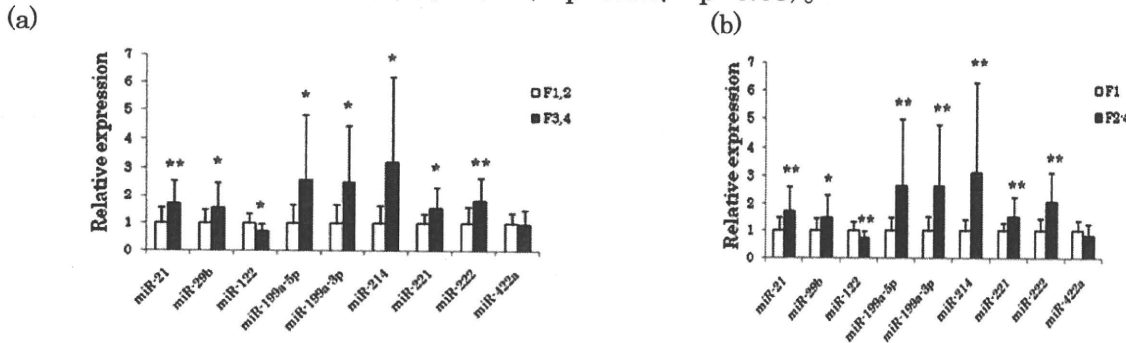 (a)
Relative expression
7
6
5
4
3
2
1
0
** * * * * * * **
□F1,2
■F3,4
miR-21
miR-29b
miR-122
miR-199a-5p
miR-199a-3p
miR-214
miR-221
miR-222
miR-422a
(b)
Relative expression
7
6
5
4
3
2
1
0
** * ** ** ** ** ** **
□F1
miR-21
miR-29b
miR-122
miR-199a-5p
miR-199a-3p
miR-214
miR-221
miR-222
miR-422a